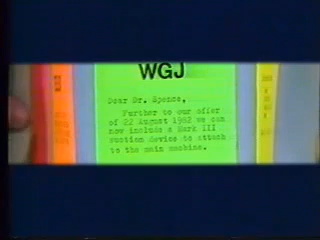 WGJ
Dear Dr. Spence,
Further to our offer
of 22 August 1982 we can
now include a Mark III
suction device to attach
to the main machine.